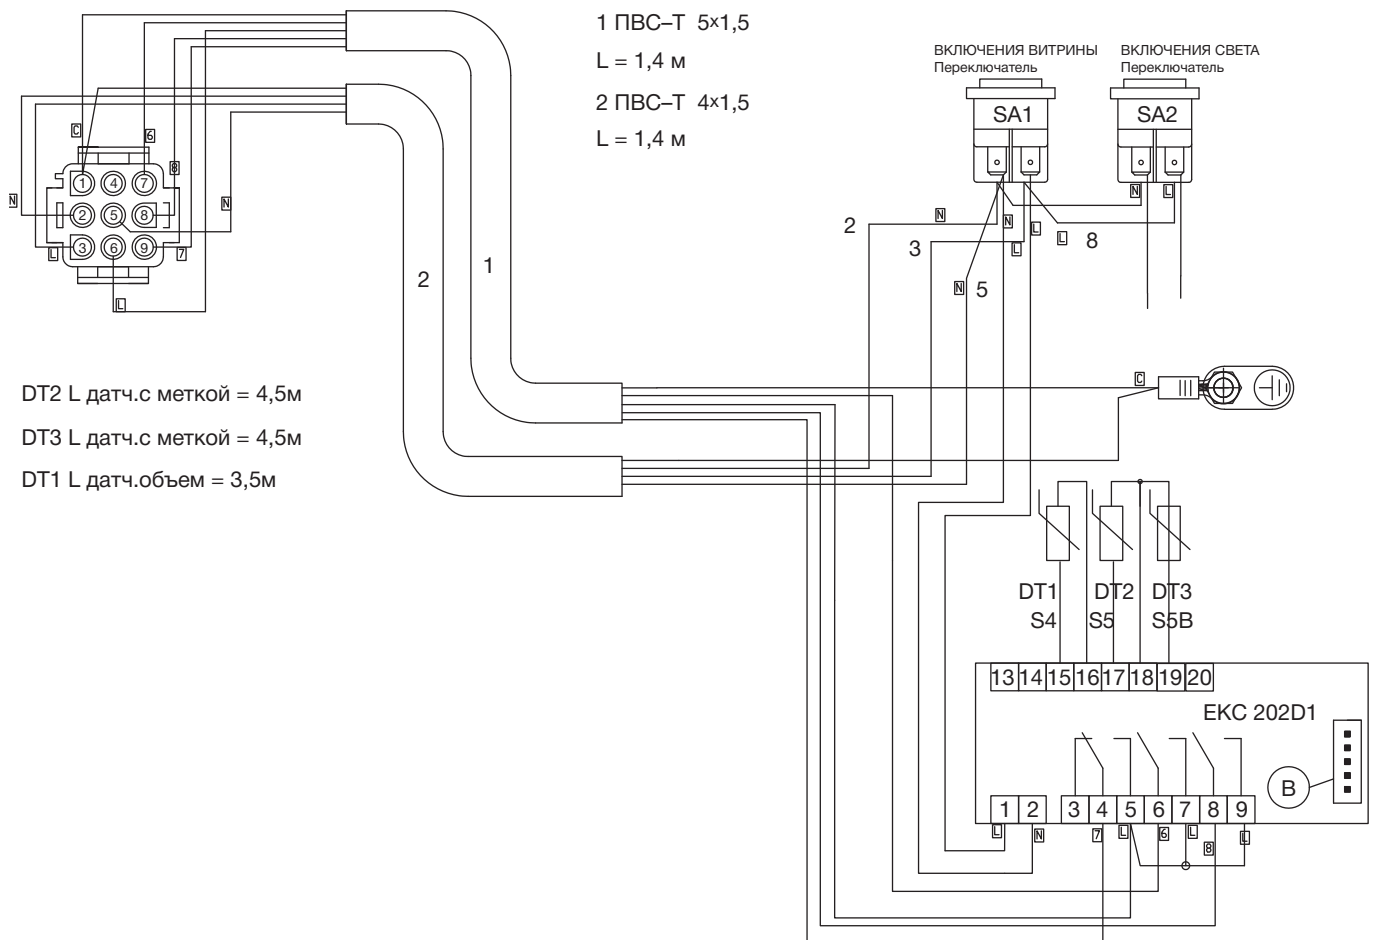 1 ПВС–Т 5x1,5
L = 1,4 м
2 ПВС–Т 4x1,5
L = 1,4 м
ВКЛЮЧЕНИЯ ВИТРИНЫ
Переключатель
ВКЛЮЧЕНИЯ СВЕТА
Переключатель
SA1
SA2
C
6
8
N
N
1 4 7
2 5 8
3 6 9
L
7
L
N
L
2
N
N
L
3
L
L
8
N
5
1
2
C
DT2 L датч.с меткой = 4,5м
DT3 L датч.с меткой = 4,5м
DT1 L датч.объем = 3,5м
DT1
S4
DT2
S5
DT3
S5B
13 14 15 16 17 18 19 20
EKC 202D1
B
1 2 3 4 5 6 7 8 9
L N 7 L 6 L 8 L